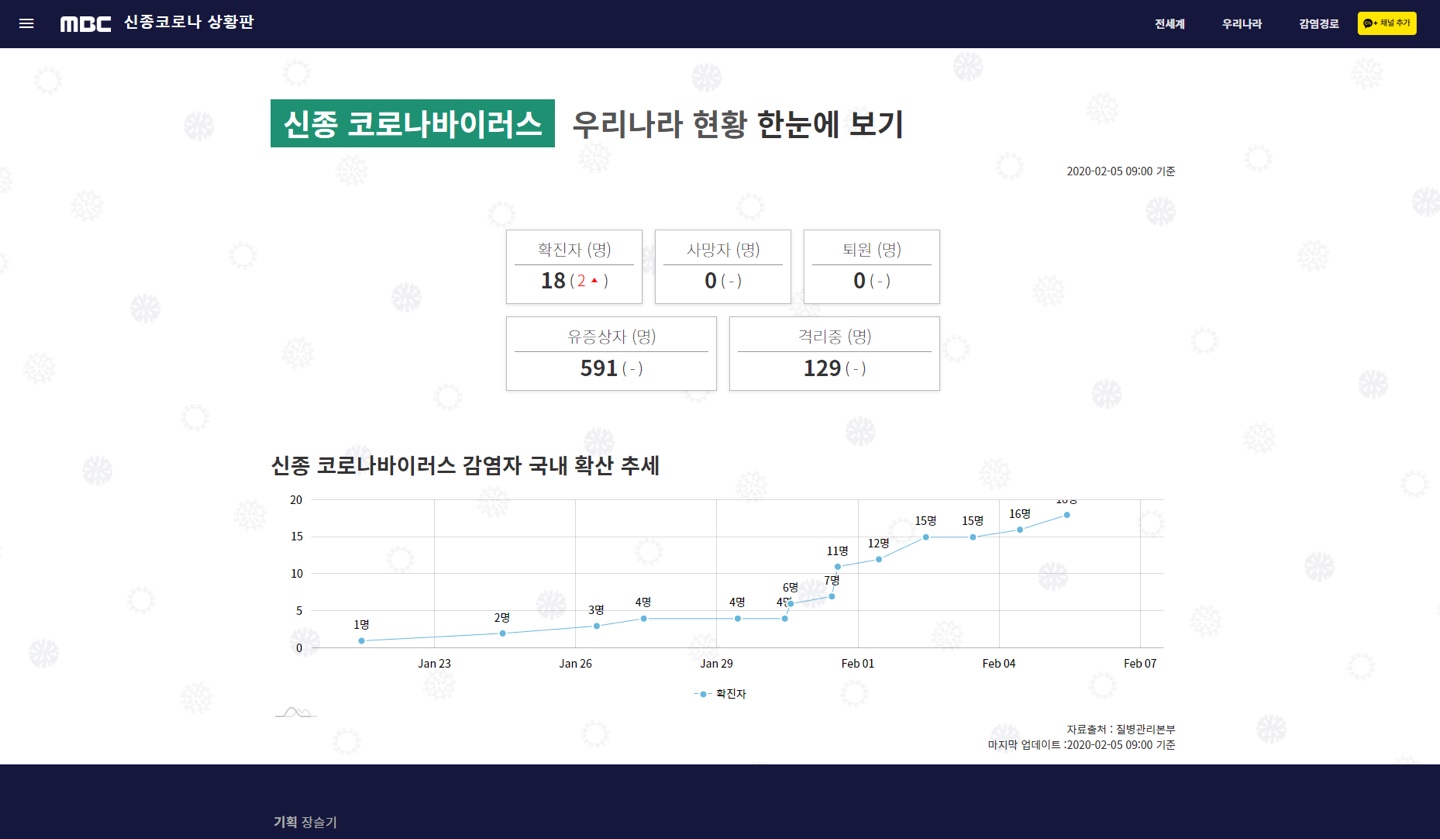 MBC 신종코로나 상황판
전세계 우리나라 감염경로 채널 추가
신종 코로나바이러스 우리나라 현황 한눈에 보기
2020-02-05 09:00 기준
확진자 (명) 사망자 (명) 퇴원 (명)
18 ( 2 ▲ ) 0 ( - ) 0 ( - )
유증상자 (명) 격리중 (명)
591 ( - ) 129 ( - )
신종 코로나바이러스 감염자 국내 확산 추세
20
15
10
5
0
1명 2명 3명 4명 4명 6명 7명 11명 12명 15명 15명 16명
Jan 23 Jan 26 Jan 29 Feb 01 Feb 04 Feb 07
확진자
자료출처 : 질병관리본부
마지막 업데이트 :2020-02-05 09:00 기준
기획 장슬기